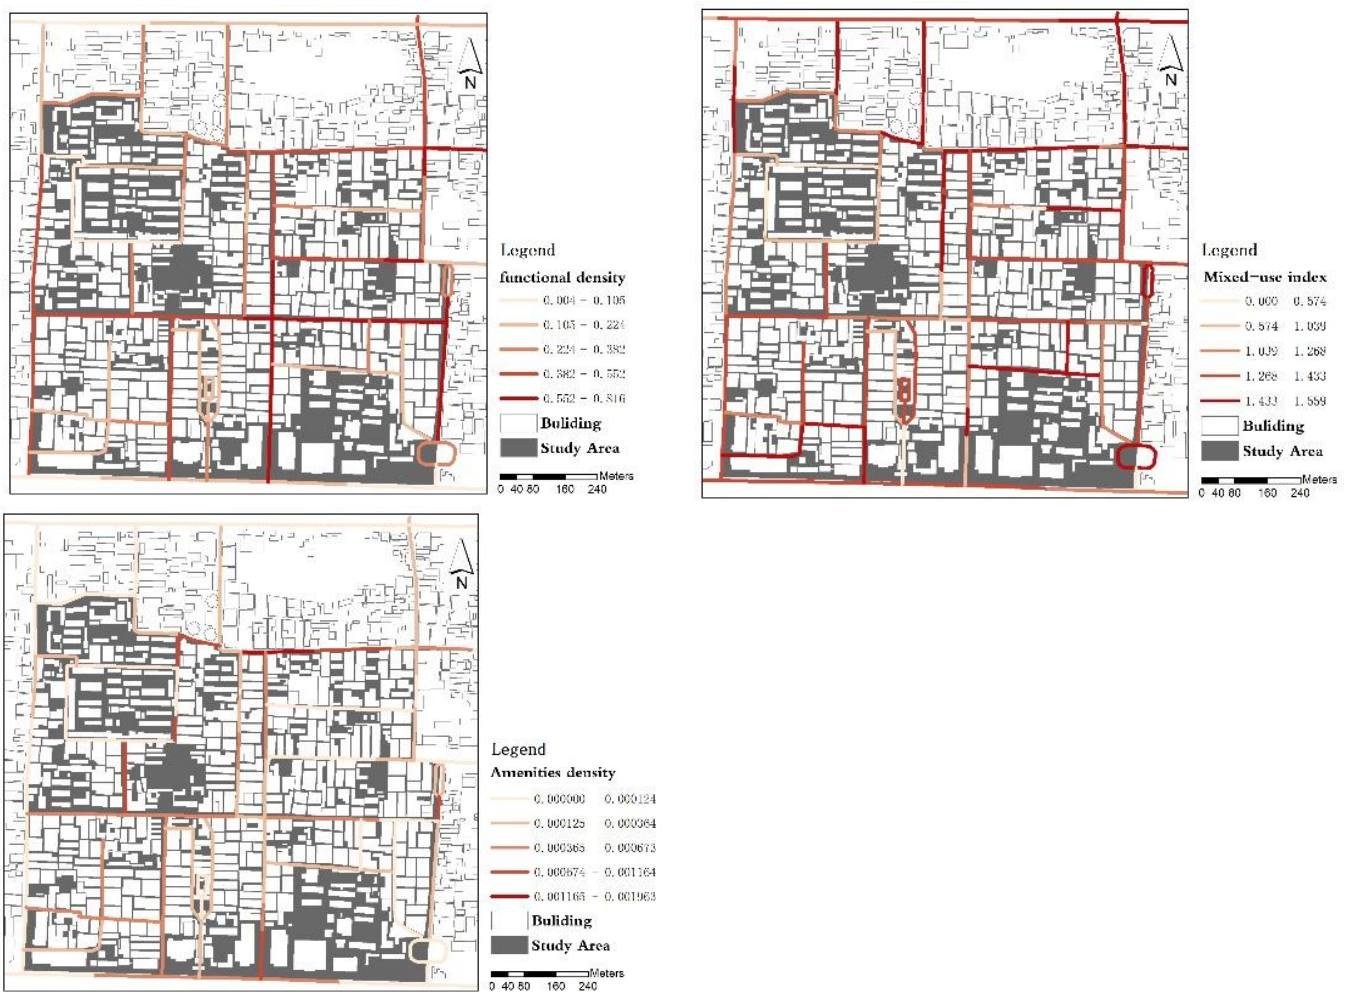 N
Legend
functional density
0.004 - 0.105
0.105 - 0.224
0.224 - 0.382
0.382 - 0.552
0.552 - 0.816
Buliding
Study Area
Meters
0 40 80 160 240
N
Legend
Mixed-use index
0.000 0.574
0.574 1.039
1.039 1.268
1.268 1.433
1.433 1.559
Buliding
Study Area
Meters
0 40 80 160 240
N
Legend
Amenities density
0.000000 0.000124
0.000125 0.000364
0.000365 0.000673
0.000674 - 0.001164
0.001165 - 0.001963
Buliding
Study Area
Meters
0 40 80 160 240